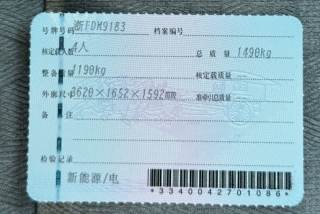 号牌号码 浙FDM9183 档案编号
核定载人数 4人 总质量 1490kg
整备质量 1190kg 核定载质量 --
外廓尺寸 3620×1652×1592mm 准牵引总质量 --
备注
检验记录
新能源/电
*3340042701086*